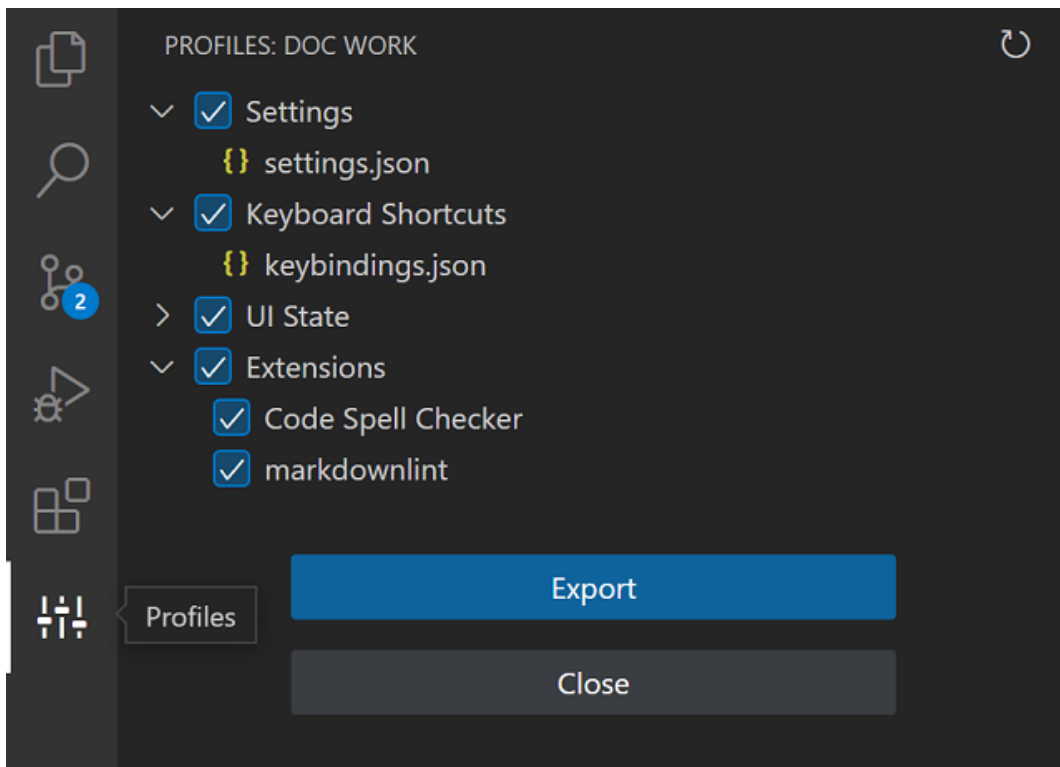 PROFILES: DOC WORK
Settings
{} settings.json
Keyboard Shortcuts
{} keybindings.json
2
UI State
Extensions
Code Spell Checker
markdownlint
Export
Profiles
Close